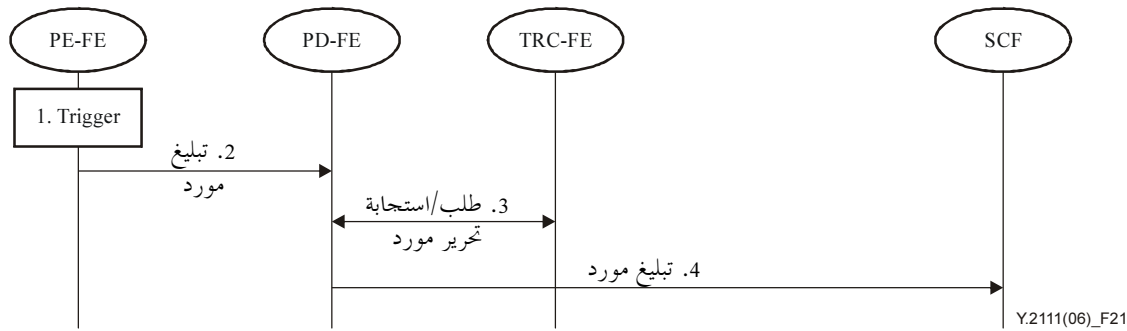 PE-FE
PD-FE
TRC-FE
SCF
1. Trigger
2. تبليغ
مورد
3. طلب/استجابة
تحرير مورد
4. تبليغ مورد
Y.2111(06)_F21